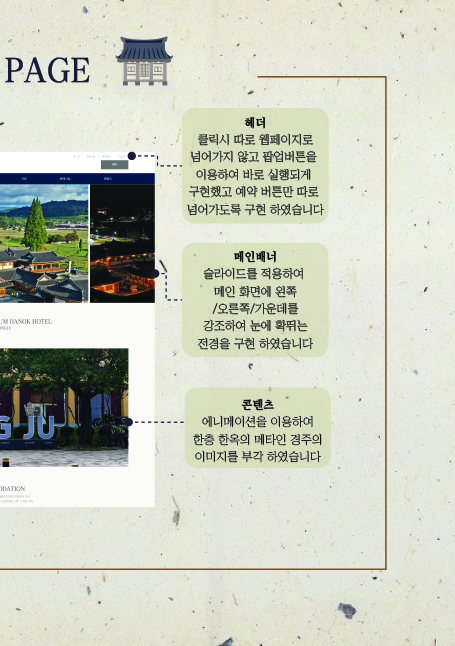 PAGE
헤더
클릭시 따로 웹페이지로
넘어가지 않고 팝업버튼을
이용하여 바로 실행되게
구현했고 예약 버튼만 따로
넘어가도록 구현 하였습니다
메인배너
슬라이드를 적용하여
메인 화면에 왼쪽
/오른쪽/가운데를
강조하여 눈에 확뛰는
전경을 구현 하였습니다
UM HANOK HOTEL
G JU
콘텐츠
에니메이션을 이용하여
한층 한옥의 메타인 경주의
이미지를 부각 하였습니다
ODATION